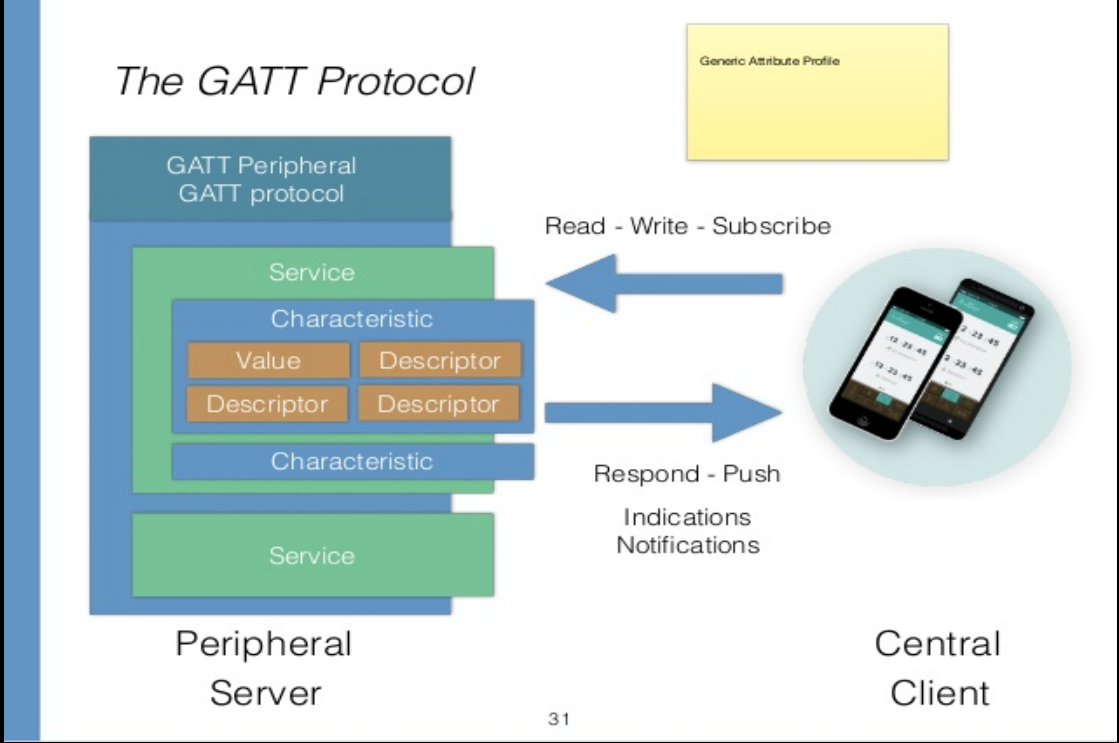 The GATT Protocol
Generic Attribute Profile
GATT Peripheral
GATT protocol
Service
Characteristic
Value
Descriptor
Descriptor
Descriptor
Characteristic
Service
Read - Write - Subscribe
Respond - Push
Indications
Notifications
Peripheral
Server
Central
Client
31